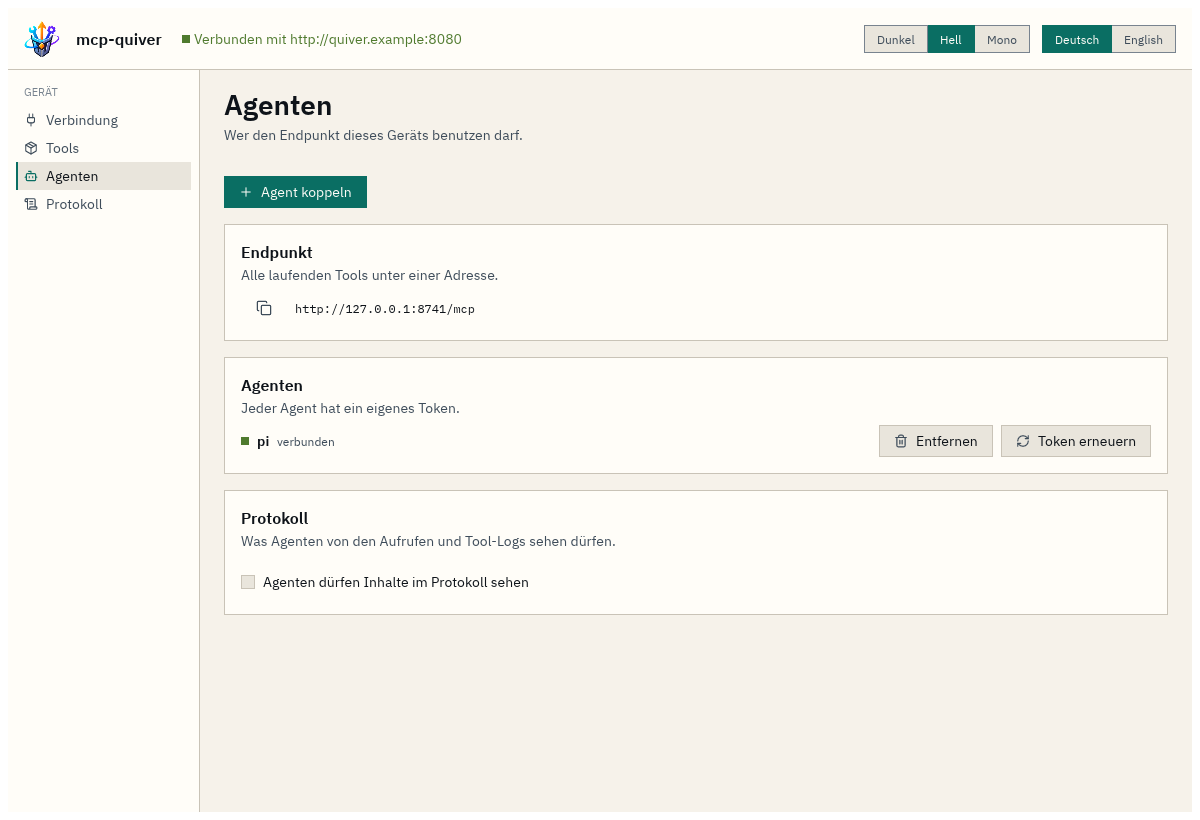 mcp-quiver
Verbunden mit http://quiver.example:8080
Dunkel
Hell
Mono
Deutsch
English
GERÄT
Verbindung
Tools
Agenten
Protokoll
Agenten
Wer den Endpunkt dieses Geräts benutzen darf.
Agent koppeln
Endpunkt
Alle laufenden Tools unter einer Adresse.
http://127.0.0.1:8741/mcp
Agenten
Jeder Agent hat ein eigenes Token.
pi verbunden
Entfernen
Token erneuern
Protokoll
Was Agenten von den Aufrufen und Tool-Logs sehen dürfen.
Agenten dürfen Inhalte im Protokoll sehen